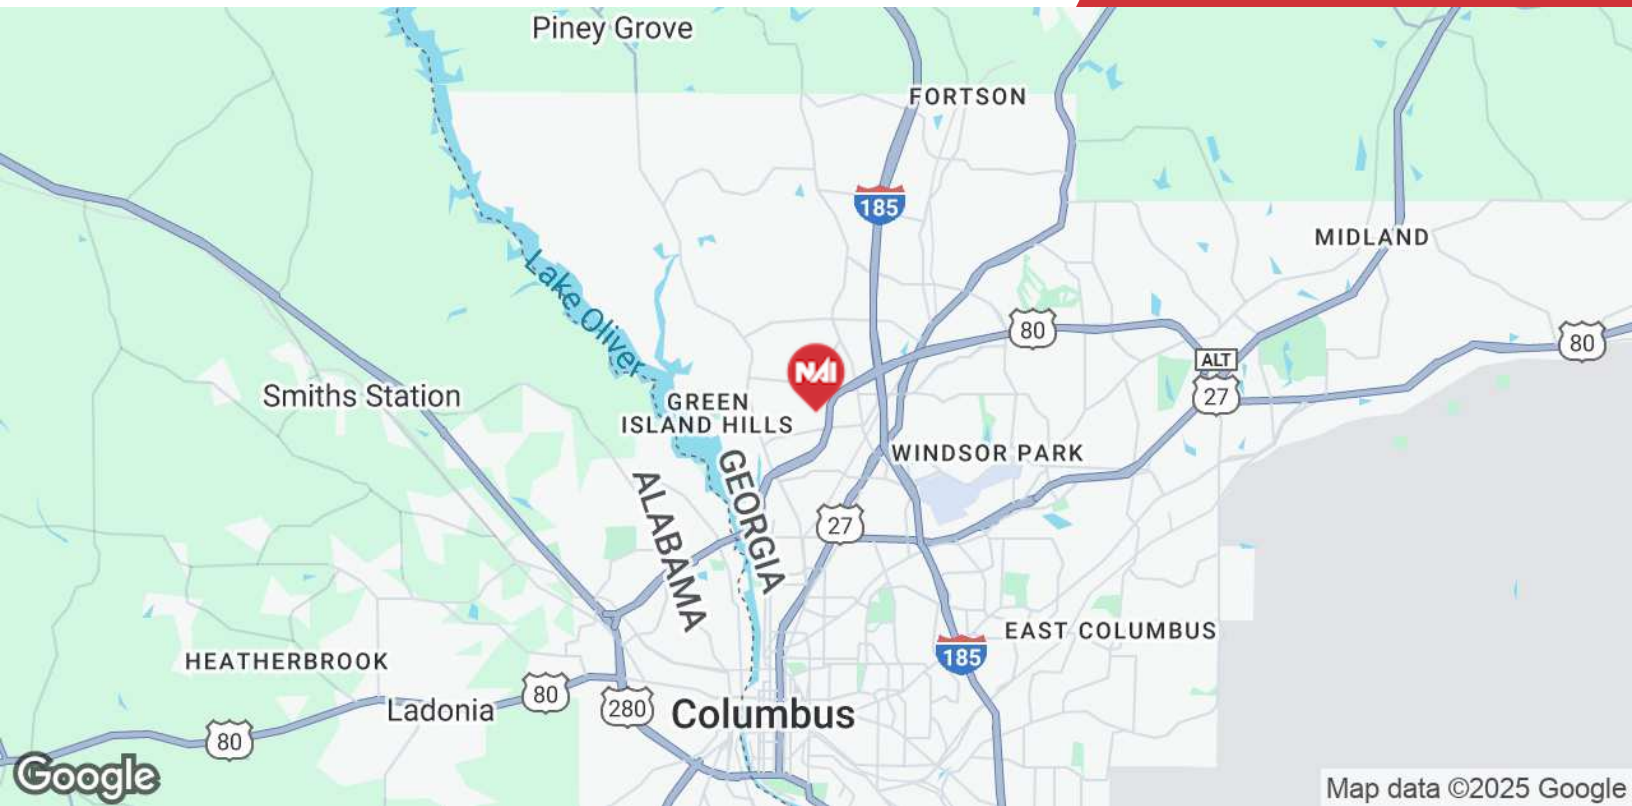 Piney Grove
FORTSON
185
MIDLAND
Lake Oliver
80
80
ALT
27
NAI
Smiths Station
GREEN
ISLAND HILLS
WINDSOR PARK
GEORGIA
ALABAMA
27
EAST COLUMBUS
185
HEATHERBROOK
80
280
Ladonia
Columbus
80
Google
Map data ©2025 Google